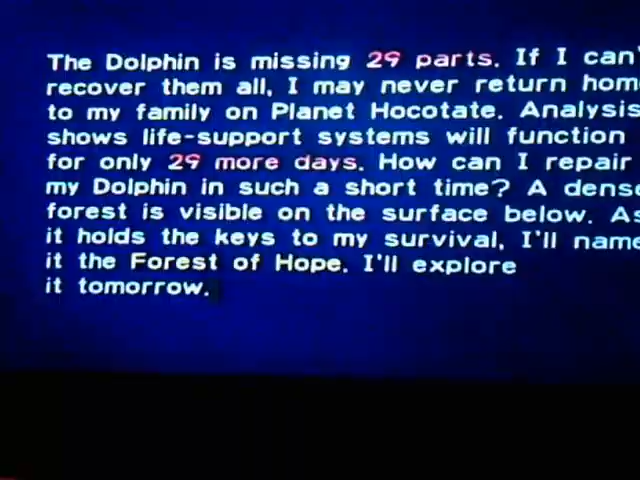 The Dolphin is missing 29 parts. If I can'
recover them all, I may never return hom
to my family on Planet Hocotate. Analysis
shows life-support systems will function
for only 29 more days. How can I repair
my Dolphin in such a short time? A dense
forest is visible on the surface below. As
it holds the keys to my survival, I'll name
it the Forest of Hope. I'll explore
it tomorrow.